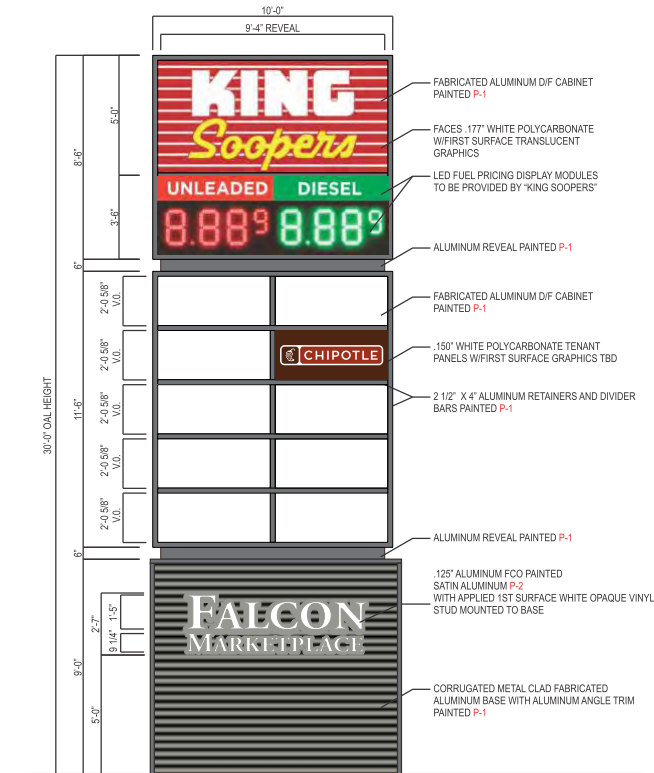 10'-0"
9'-4" REVEAL
KING
Soopers
UNLEADED DIESEL
8.88 9 8.88 9
FABRICATED ALUMINUM D/F CABINET
PAINTED P-1
FACES .177" WHITE POLYCARBONATE
W/FIRST SURFACE TRANSLUCENT
GRAPHICS
LED FUEL PRICING DISPLAY MODULES
TO BE PROVIDED BY "KING SOOPERS"
ALUMINUM REVEAL PAINTED P-1
FABRICATED ALUMINUM D/F CABINET
PAINTED P-1
CHIPOTLE
.150" WHITE POLYCARBONATE TENANT
PANELS W/FIRST SURFACE GRAPHICS TBD
2 1/2" X 4" ALUMINUM RETAINERS AND DIVIDER
BARS PAINTED P-1
ALUMINUM REVEAL PAINTED P-1
.125" ALUMINUM FCO PAINTED
SATIN ALUMINUM P-2
WITH APPLIED 1ST SURFACE WHITE OPAQUE VINYL
STUD MOUNTED TO BASE
FALCON
MARKETPLACE
CORRUGATED METAL CLAD FABRICATED
ALUMINUM BASE WITH ALUMINUM ANGLE TRIM
PAINTED P-1
30'-0" OAL HEIGHT
8'-6"
5'-0"
3'-6"
6"
11'-6"
2'-0 5/8"
V.O.
2'-0 5/8"
V.O.
2'-0 5/8"
V.O.
2'-0 5/8"
V.O.
2'-0 5/8"
V.O.
6"
9'-0"
2'-7"
1'-5"
9 1/4"
5'-0"